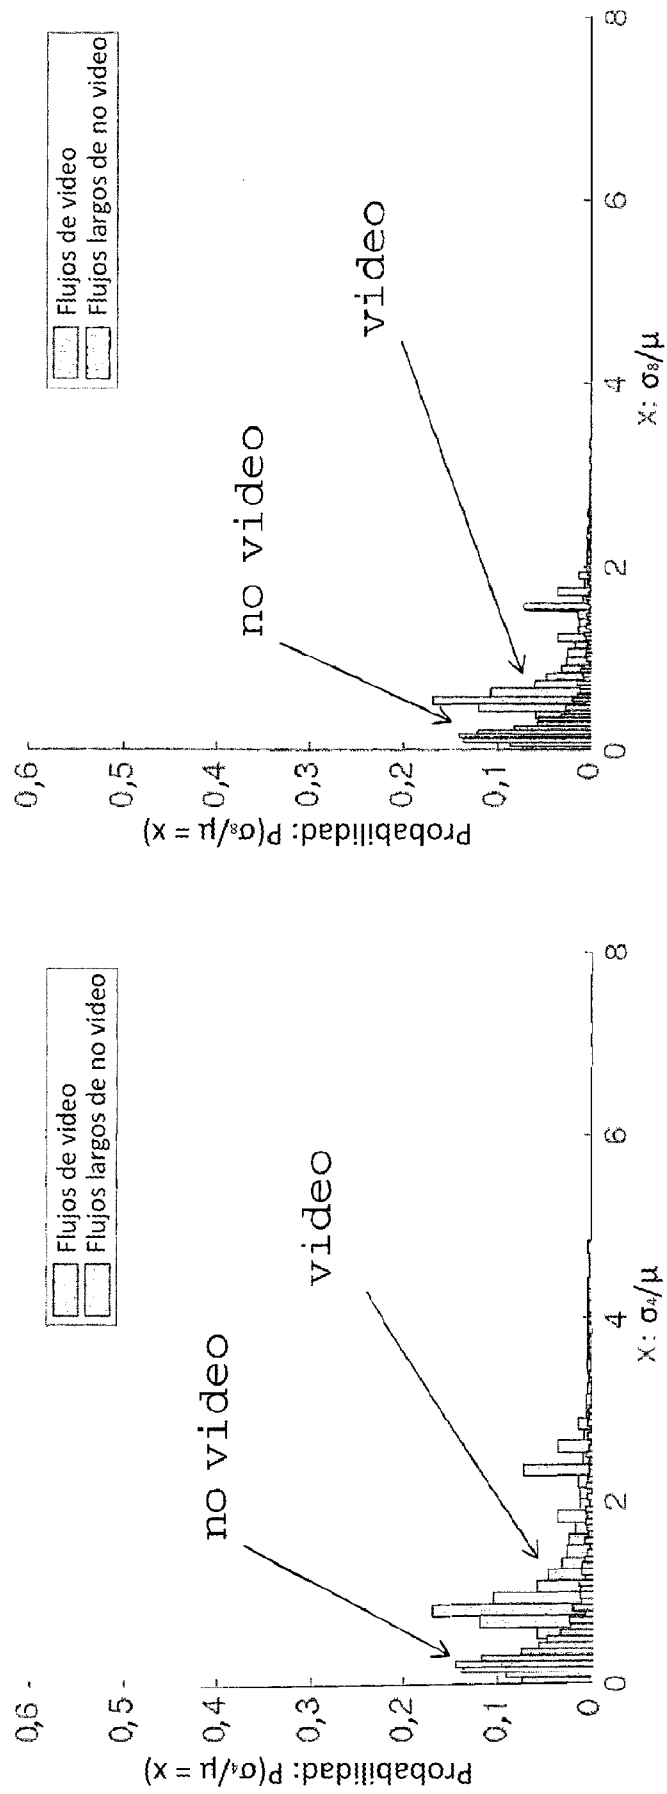 Probabilidad: P(σ₄/μ = x)
0,6
0,5
0,4
0,3
0,2
0,1
0
0
2
4
6
8
X: σ₄/μ
no video
video
Flujos de video
Flujos largos de no video
Probabilidad: P(σ₈/μ = x)
0,6
0,5
0,4
0,3
0,2
0,1
0
0
2
4
6
8
X: σ₈/μ
no video
video
Flujos de video
Flujos largos de no video